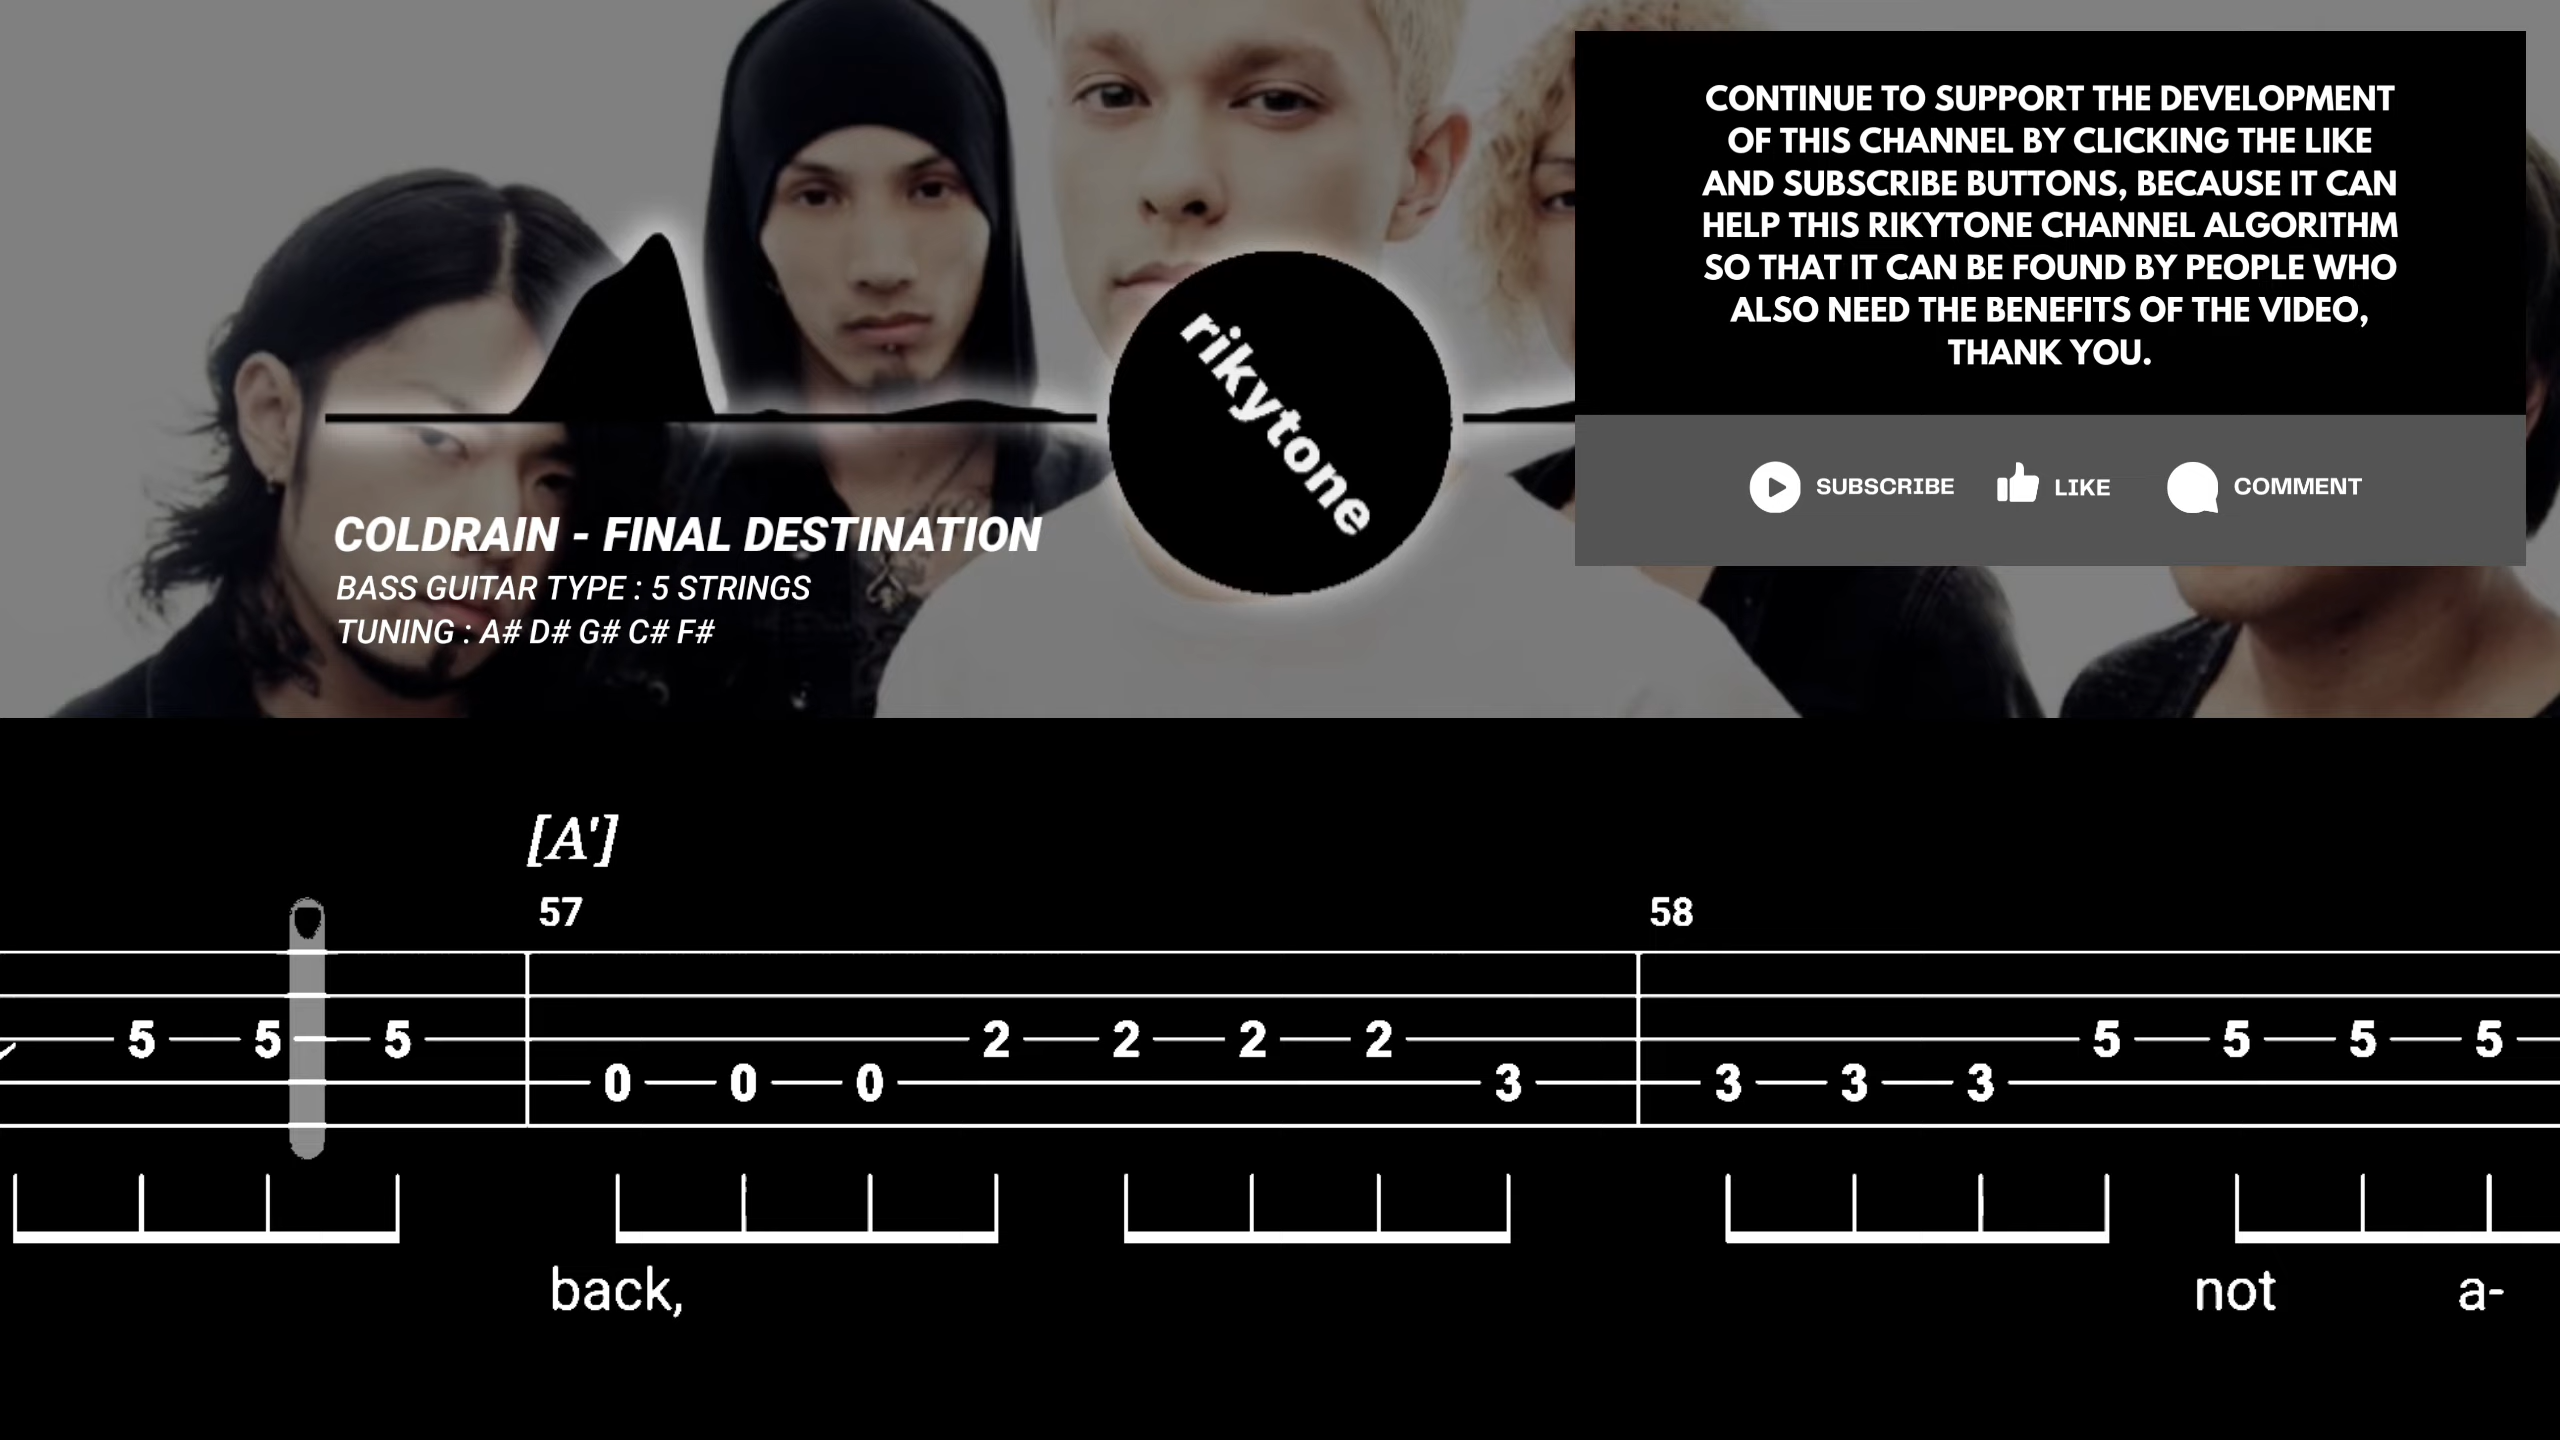 CONTINUE TO SUPPORT THE DEVELOPMENT
OF THIS CHANNEL BY CLICKING THE LIKE
AND SUBSCRIBE BUTTONS, BECAUSE IT CAN
HELP THIS RIKYTONE CHANNEL ALGORITHM
SO THAT IT CAN BE FOUND BY PEOPLE WHO
ALSO NEED THE BENEFITS OF THE VIDEO,
THANK YOU.
SUBSCRIBE LIKE COMMENT
rikytone
COLDRAIN - FINAL DESTINATION
BASS GUITAR TYPE : 5 STRINGS
TUNING : A# D# G# C# F#
[A']
57 58
5 5 5 2 2 2 2 5 5 5 5
0 0 0 3 3 3 3
back, not a-